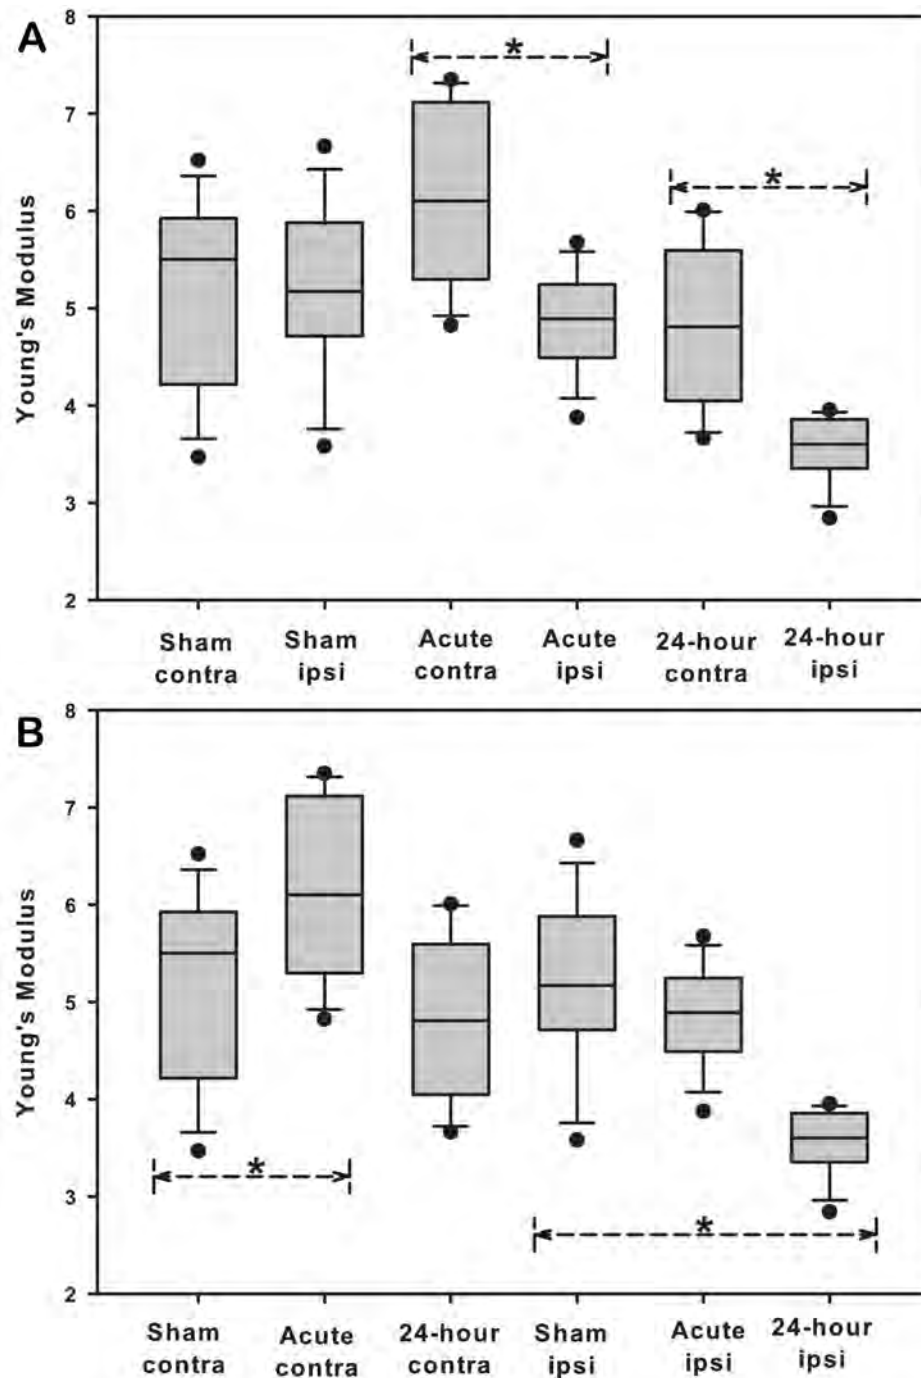 A
8
7
6
5
4
3
2
Young's Modulus
*
*
Sham
contra
Sham
ipsi
Acute
contra
Acute
ipsi
24-hour
contra
24-hour
ipsi
B
8
7
6
5
4
3
2
Young's Modulus
*
*
Sham
contra
Acute
contra
24-hour
contra
Sham
ipsi
Acute
ipsi
24-hour
ipsi